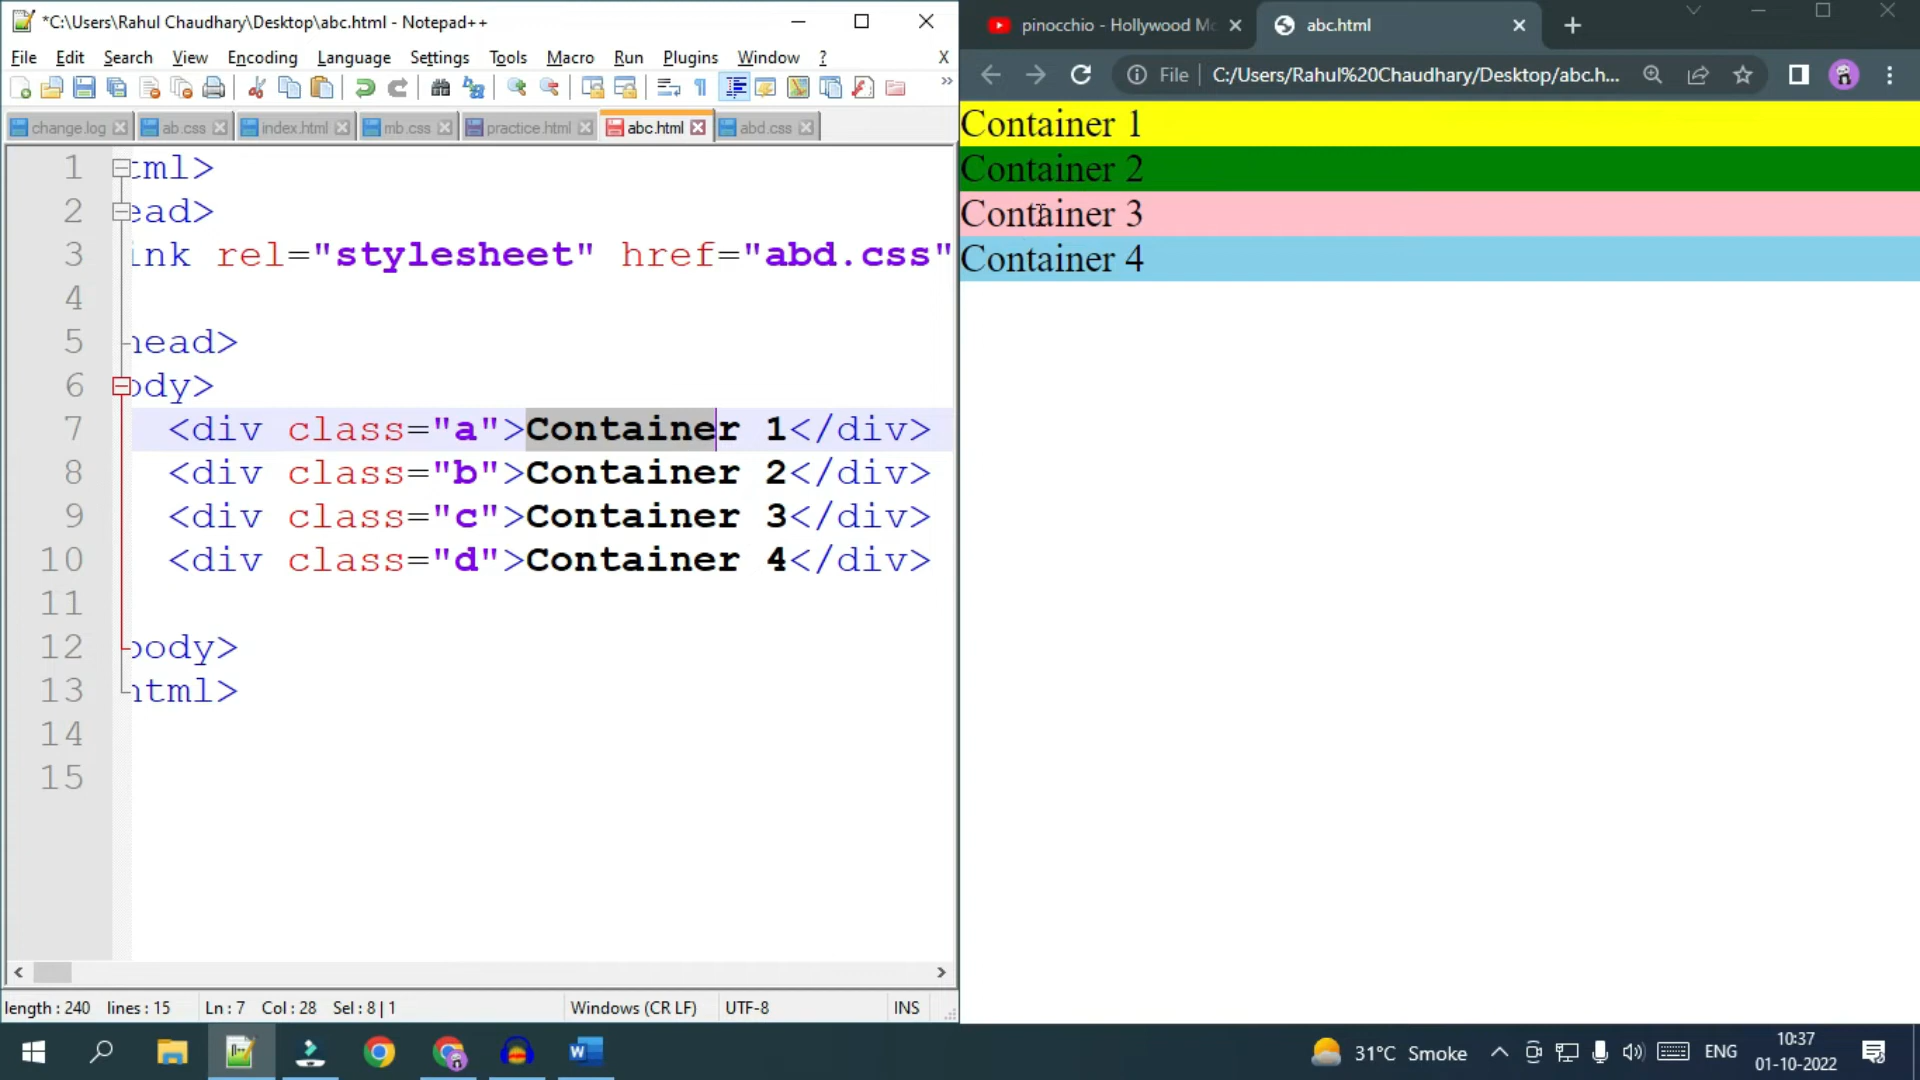 *C:\Users\Rahul Chaudhary\Desktop\abc.html - Notepad++
File Edit Search View Encoding Language Settings Tools Macro Run Plugins Window ? X
change.log ab.css index.html mb.css practice.html abc.html abd.css
1 tml>
2 ead>
3 ink rel="stylesheet" href="abd.css"
4
5 head>
6 ody>
7 <div class="a">Container 1</div>
8 <div class="b">Container 2</div>
9 <div class="c">Container 3</div>
10 <div class="d">Container 4</div>
11
12 body>
13 html>
14
15
length : 240 lines : 15 Ln : 7 Col : 28 Sel : 8 | 1 Windows (CR LF) UTF-8 INS
pinocchio - Hollywood Mo abc.html
File C:/Users/Rahul%20Chaudhary/Desktop/abc.h...
Container 1
Container 2
Container 3
Container 4
31°C Smoke ENG 10:37
01-10-2022